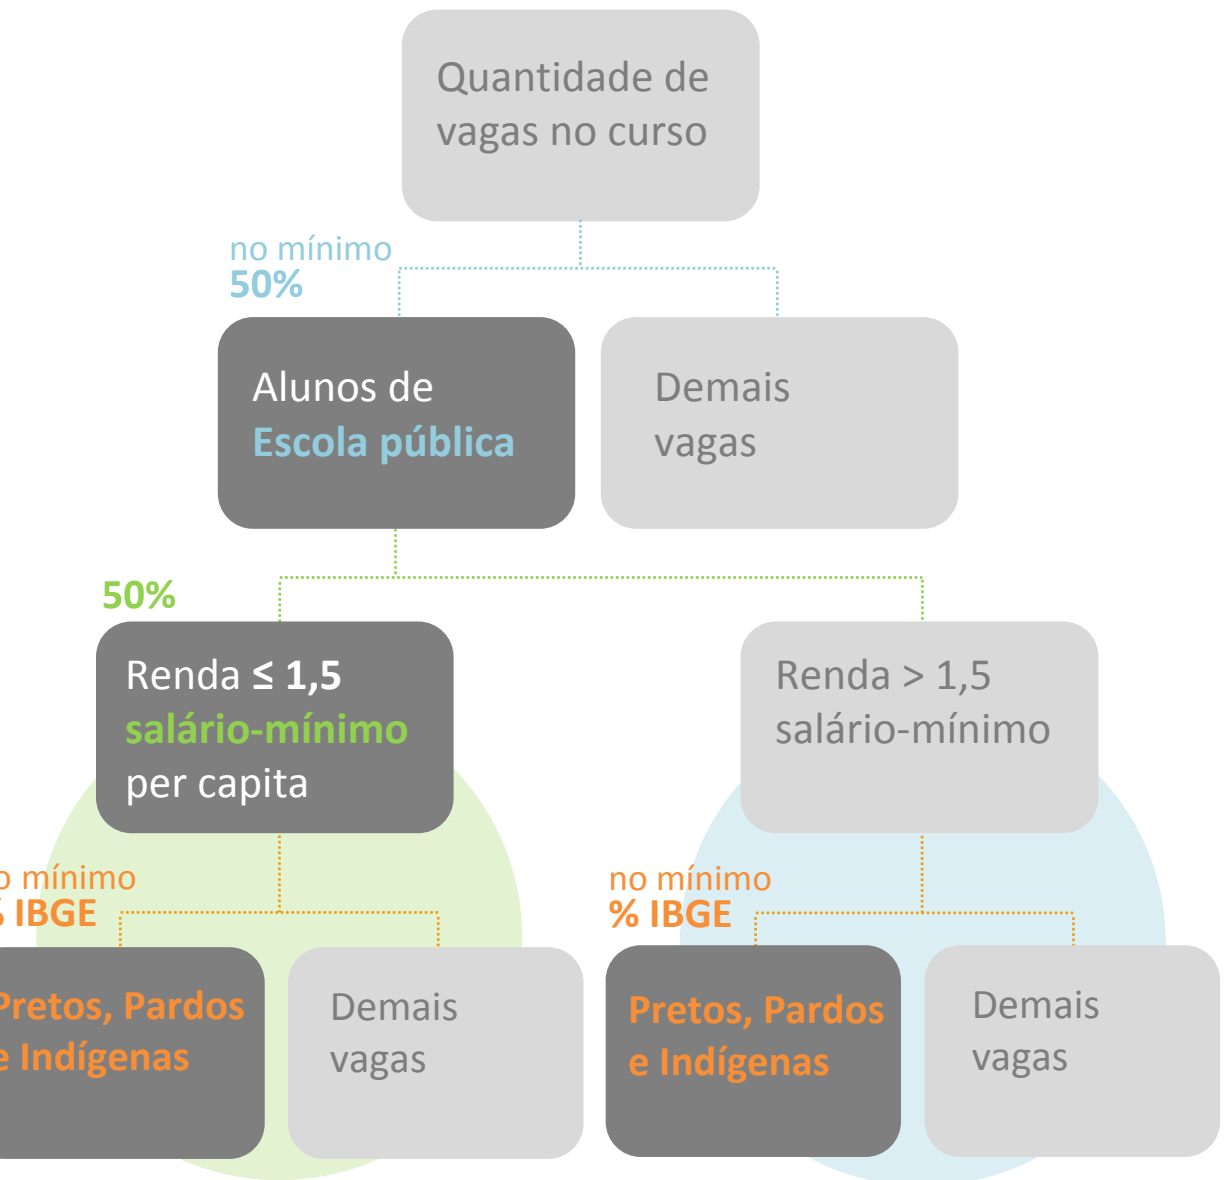 Quantidade de
vagas no curso
no mínimo
50%
Alunos de
Escola pública
Demais
vagas
50%
Renda ≤ 1,5
salário-mínimo
per capita
Renda > 1,5
salário-mínimo
o mínimo
% IBGE
no mínimo
% IBGE
Pretos, Pardos
e Indígenas
Demais
vagas
Pretos, Pardos
e Indígenas
Demais
vagas